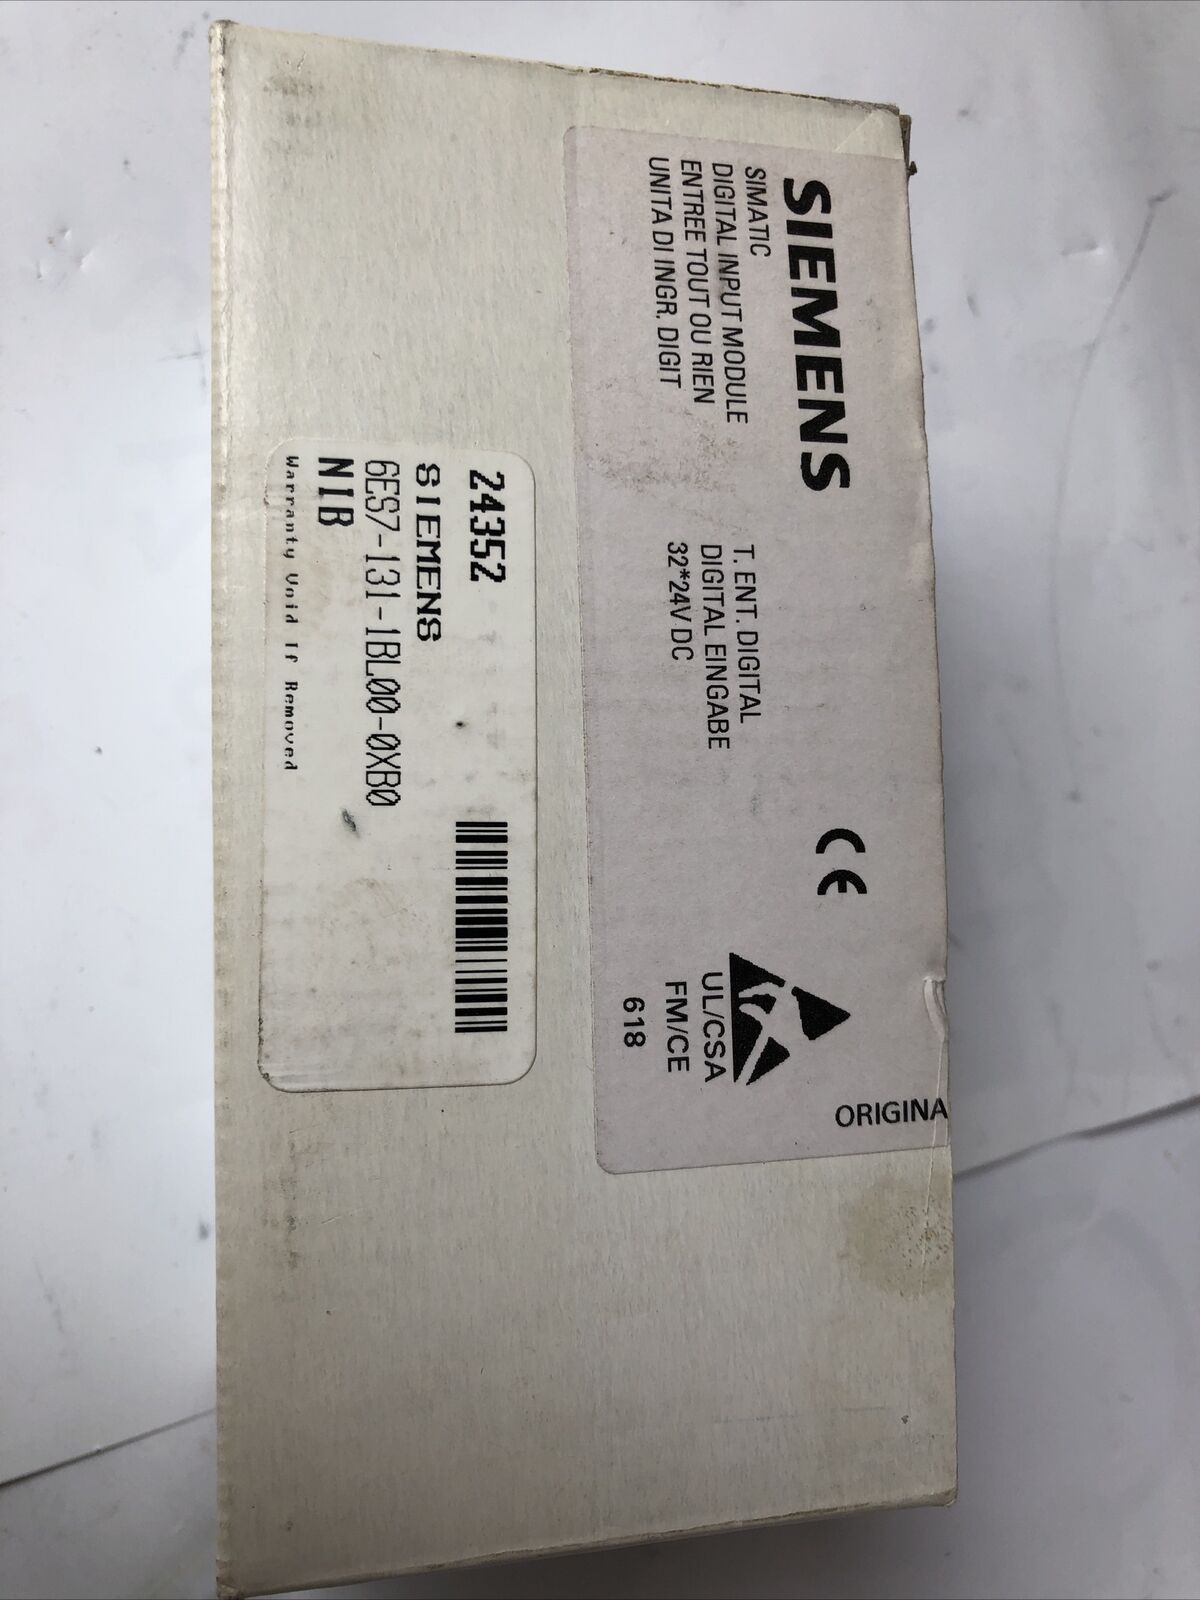 SIEMENS
SIMATIC
DIGITAL INPUT MODULE
ENTREE TOUT OU RIEN
UNITA DI INGR. DIGIT
T. ENT. DIGITAL
DIGITAL EINGABE
32*24V DC
CE
UL/CSA
FM/CE
618
ORIGINA
24352
SIEMENS
6ES7-131-1BL00-0XB0
NIB
Warranty Void If Removed